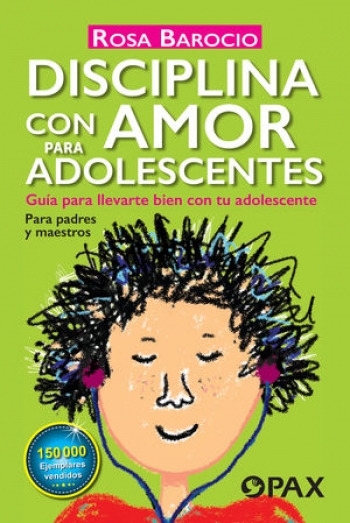 ROSA BAROCIO
DISCIPLINA
CON AMOR
PARA
ADOLESCENTES
Guía para llevarte bien con tu adolescente
Para padres
y maestros
150 000
Ejemplares
vendidos
PAX